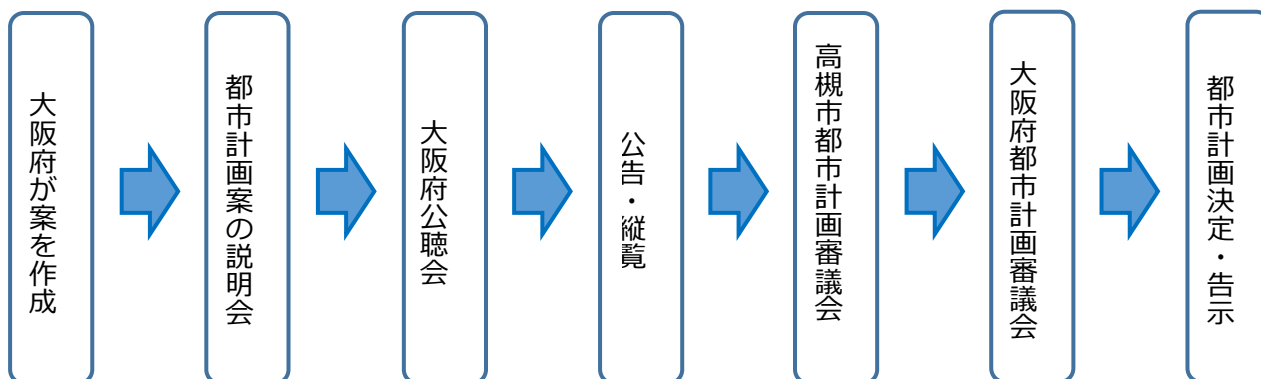 大阪府が案を作成
都市計画案の説明会
大阪府公聴会
公告・縦覧
高槻市都市計画審議会
大阪府都市計画審議会
都市計画決定・告示